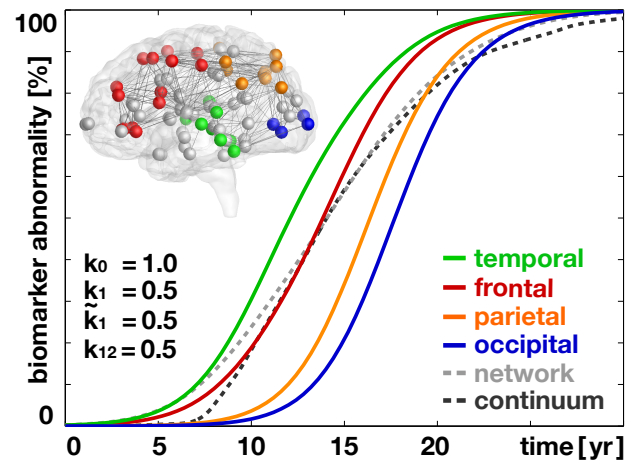 100
biomarker abnormality [%]
0
k0 = 1.0
k1 = 0.5
k̃1 = 0.5
k12 = 0.5
temporal
frontal
parietal
occipital
network
continuum
0 5 10 15 20 time [yr]